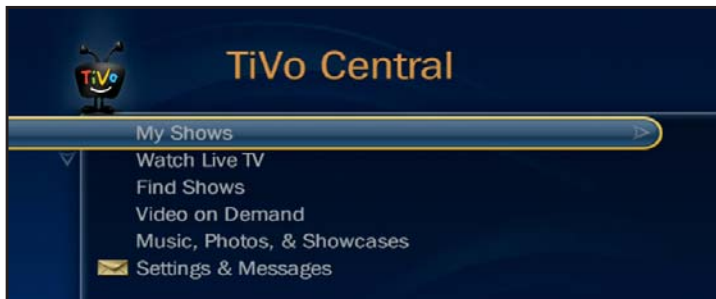 TiVo
TiVo Central
My Shows
Watch Live TV
Find Shows
Video on Demand
Music, Photos, & Showcases
Settings & Messages